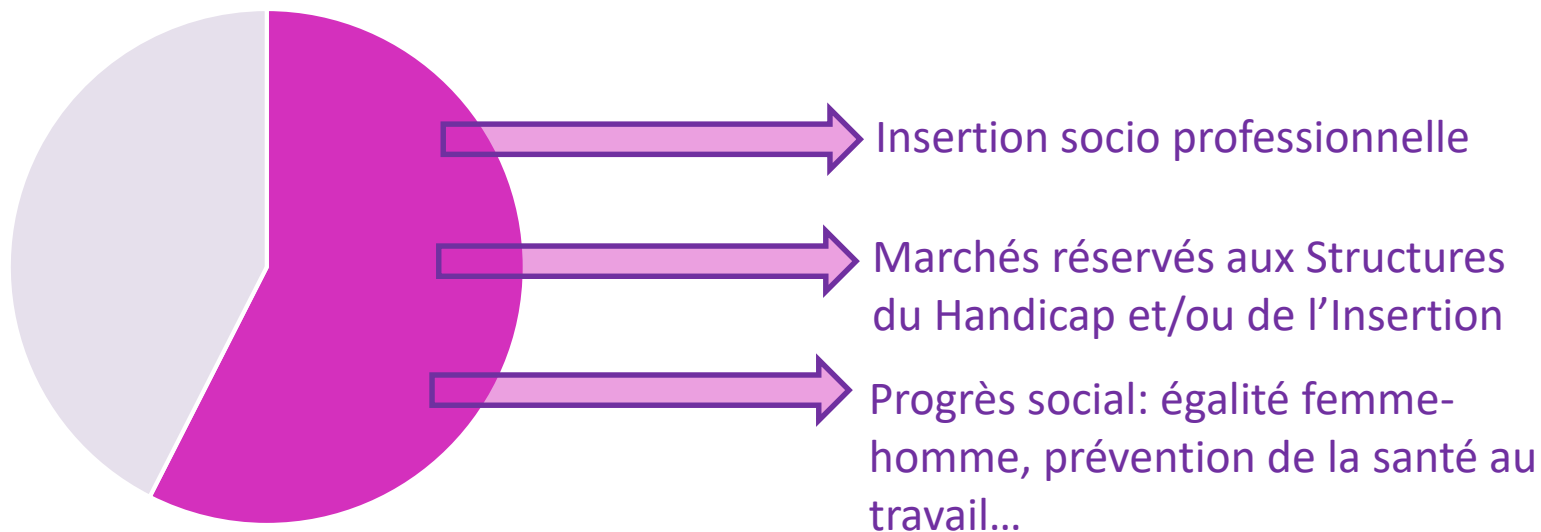 Insertion socio professionnelle
Marchés réservés aux Structures
du Handicap et/ou de l’Insertion
Progrès social: égalité femme-
homme, prévention de la santé au
travail…